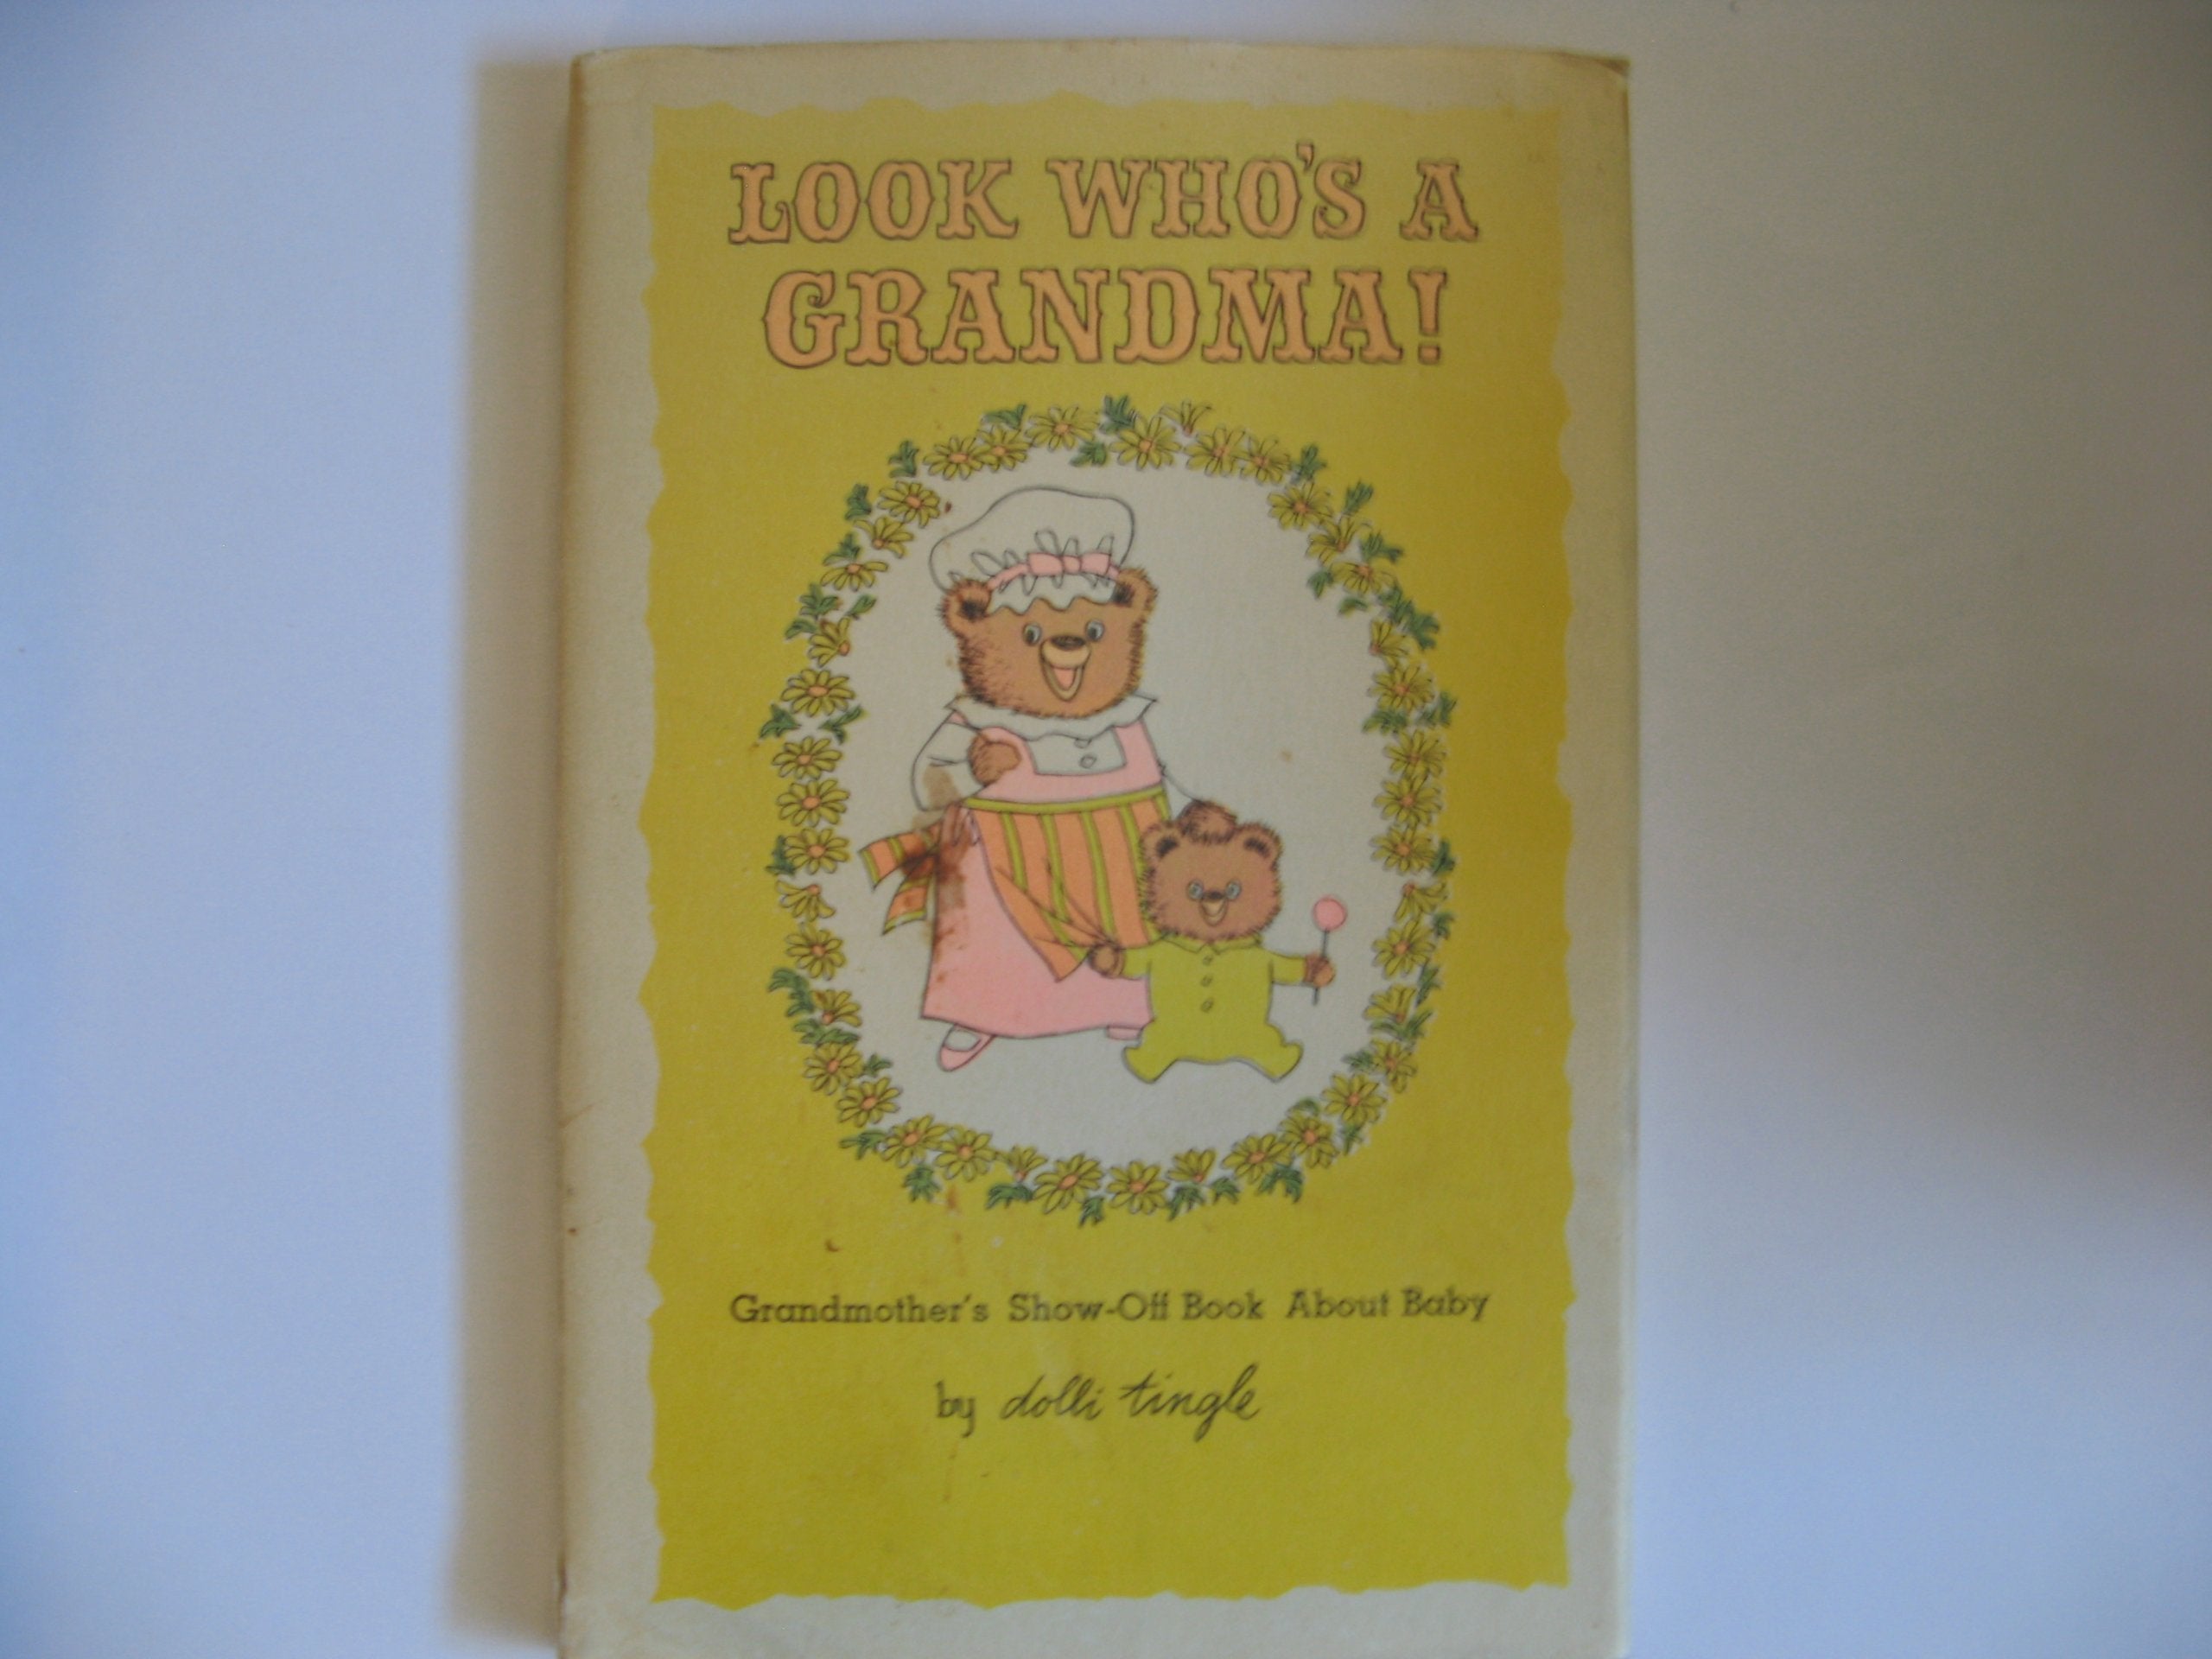 LOOK WHO'S A
GRANDMA!
Grandmother's Show-Off Book About Baby
by dolli tingle